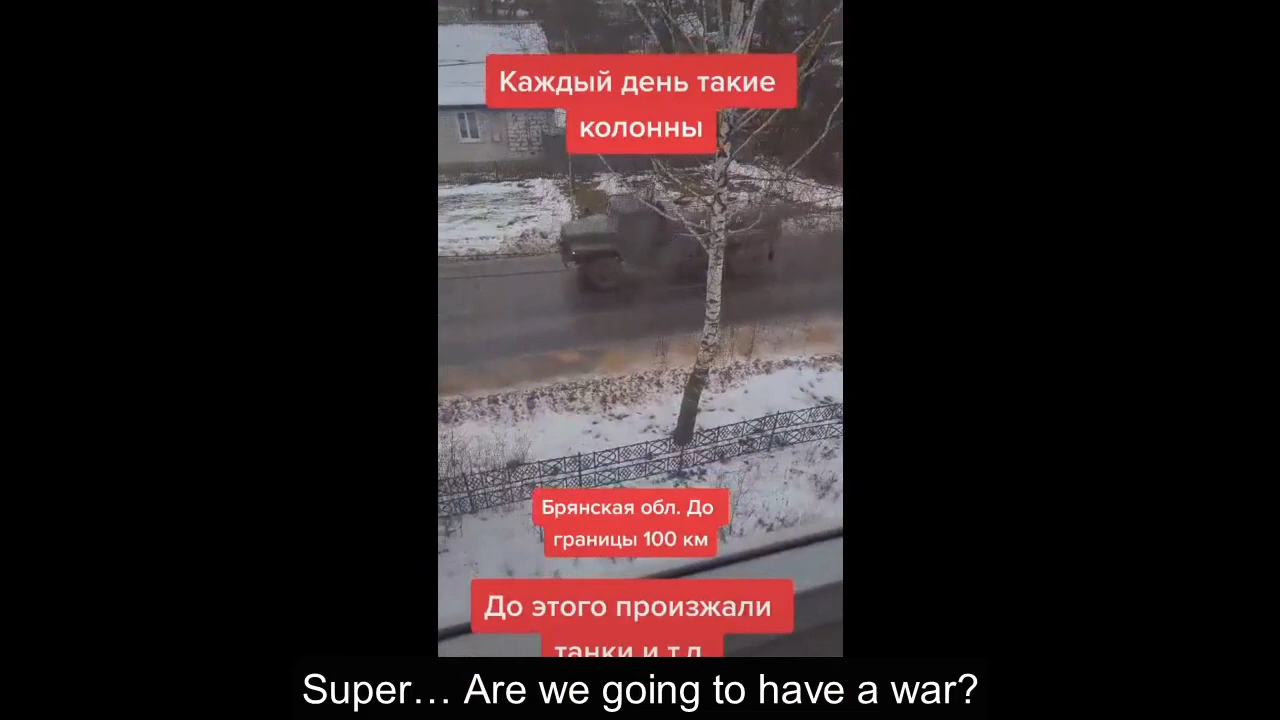 Каждый день такие
колонны
Брянская обл. До
границы 100 км
До этого произжали
танки и т.д
Super… Are we going to have a war?